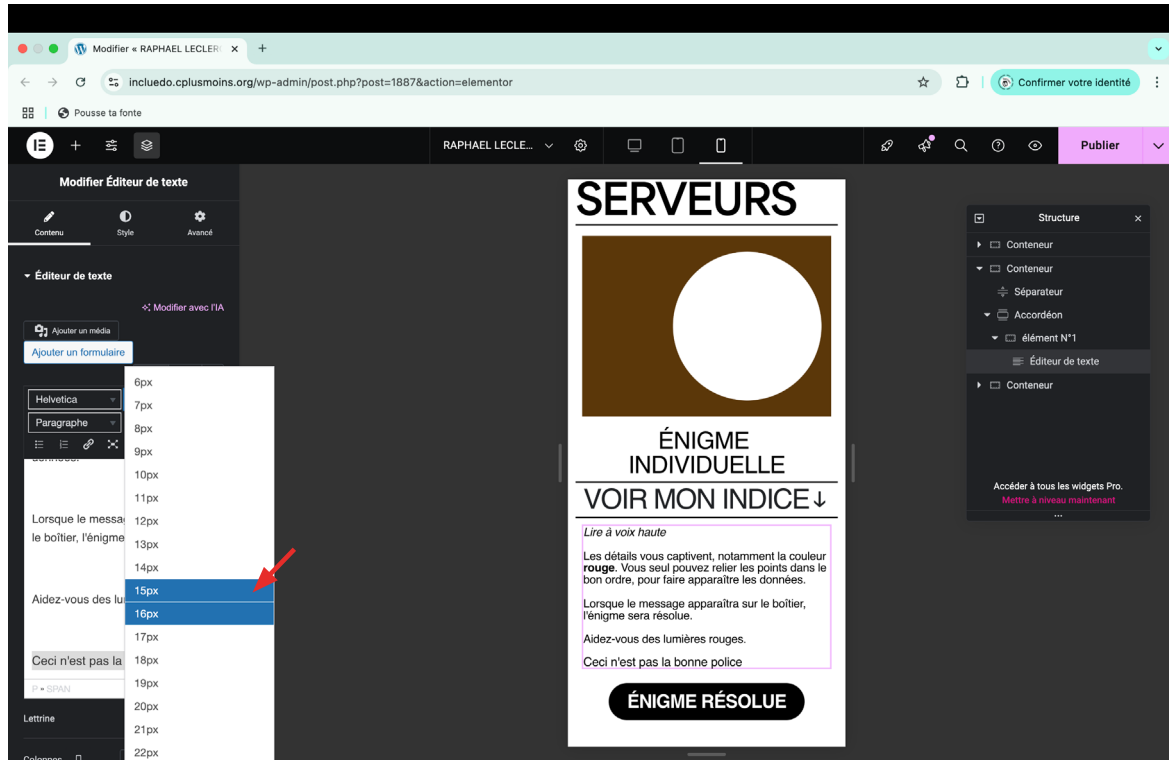 Modifier « RAPHAEL LECLER
incluedo.cplusmoins.org/wp-admin/post.php?post=1887&action=elementor
Confirmer votre identité
Pousse ta fonte
RAPHAEL LECLE...
Publier
Modifier Éditeur de texte
Contenu
Style
Avancé
Éditeur de texte
Modifier avec l'IA
Ajouter un média
Ajouter un formulaire
Helvetica
Paragraphe
Lorsque le messa
le boîtier, l'énigme
Aidez-vous des lu
Ceci n'est pas la
P » SPAN
Lettrine
Colonnes
6px
7px
8px
9px
10px
11px
12px
13px
14px
15px
16px
17px
18px
19px
20px
21px
22px
SERVEURS
ÉNIGME
INDIVIDUELLE
VOIR MON INDICE↓
Lire à voix haute
Les détails vous captivent, notamment la couleur
rouge. Vous seul pouvez relier les points dans le
bon ordre, pour faire apparaître les données.
Lorsque le message apparaîtra sur le boîtier,
l'énigme sera résolue.
Aidez-vous des lumières rouges.
Ceci n'est pas la bonne police
ÉNIGME RÉSOLUE
Structure
Conteneur
Conteneur
Séparateur
Accordéon
élément N°1
Éditeur de texte
Conteneur
Accéder à tous les widgets Pro.
Mettre à niveau maintenant
...